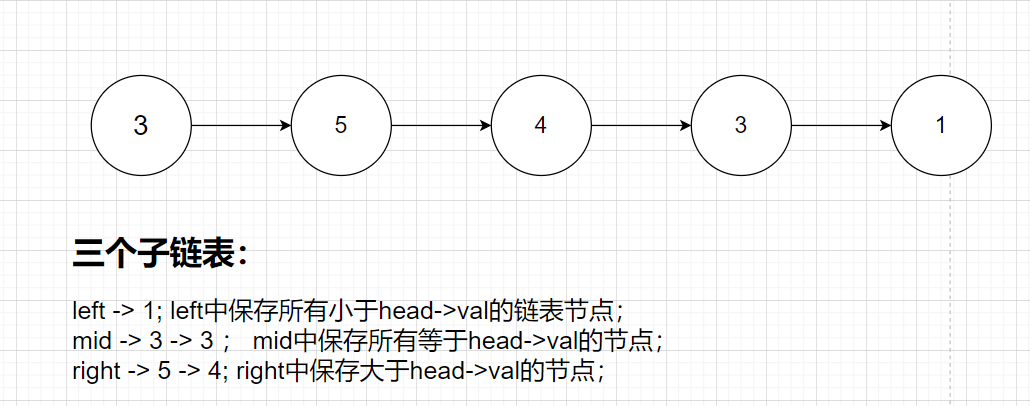 3 5 4 3 1
三个子链表：
left -> 1; left中保存所有小于head->val的链表节点；
mid -> 3 -> 3 ； mid中保存所有等于head->val的节点；
right -> 5 -> 4; right中保存大于head->val的节点；